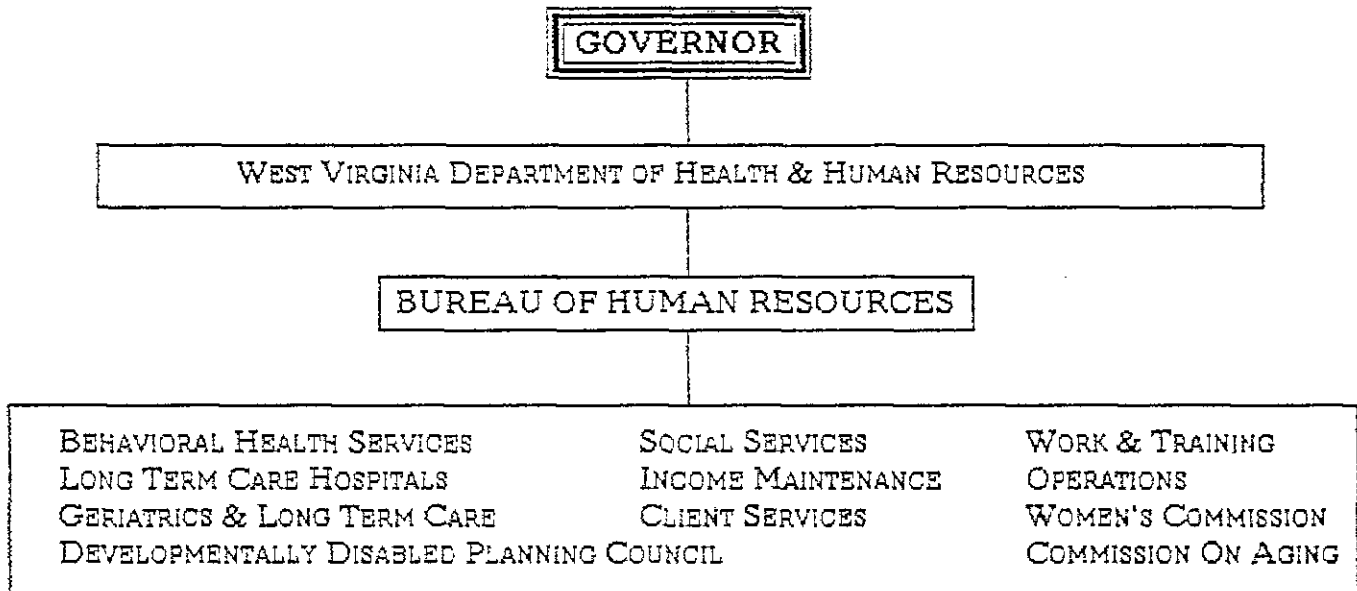 GOVERNOR
WEST VIRGINIA DEPARTMENT OF HEALTH & HUMAN RESOURCES
BUREAU OF HUMAN RESOURCES
BEHAVIORAL HEALTH SERVICES
LONG TERM CARE HOSPITALS
GERIATRICS & LONG TERM CARE
DEVELOPMENTALLY DISABLED PLANNING COUNCIL
SOCIAL SERVICES
INCOME MAINTENANCE
CLIENT SERVICES
WORK & TRAINING
OPERATIONS
WOMEN'S COMMISSION
COMMISSION ON AGING